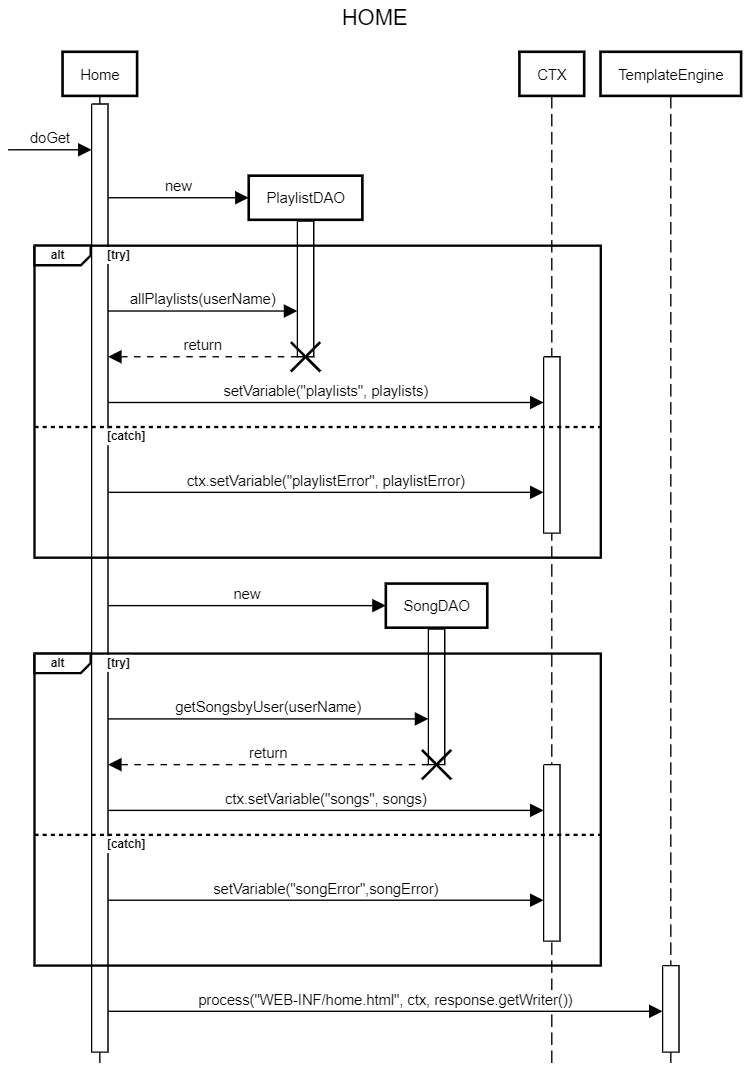 HOME
Home
CTX
TemplateEngine
doGet
new
PlaylistDAO
alt
[try]
allPlaylists(userName)
return
setVariable("playlists", playlists)
[catch]
ctx.setVariable("playlistError", playlistError)
new
SongDAO
alt
[try]
getSongsbyUser(userName)
return
ctx.setVariable("songs", songs)
[catch]
setVariable("songError",songError)
process("WEB-INF/home.html", ctx, response.getWriter())